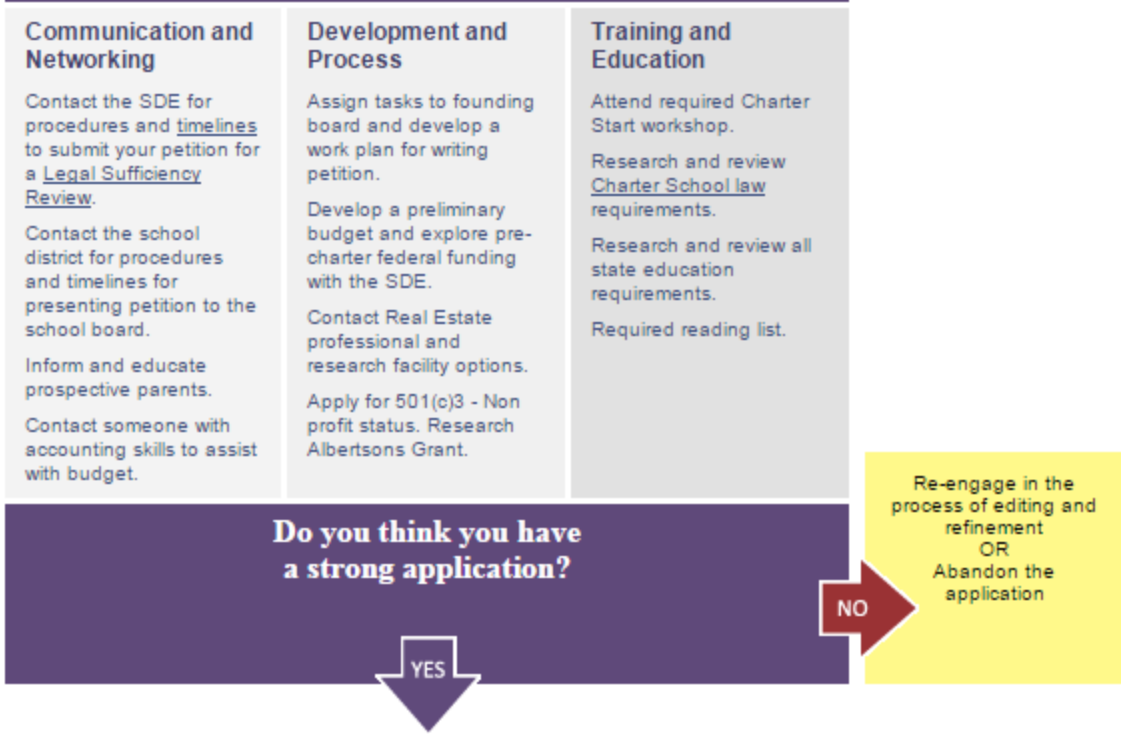 Communication and
Networking
Contact the SDE for
procedures and timelines
to submit your petition for
a Legal Sufficiency
Review.
Contact the school
district for procedures
and timelines for
presenting petition to the
school board.
Inform and educate
prospective parents.
Contact someone with
accounting skills to assist
with budget.
Development and
Process
Assign tasks to founding
board and develop a
work plan for writing
petition.
Develop a preliminary
budget and explore pre-
charter federal funding
with the SDE.
Contact Real Estate
professional and
research facility options.
Apply for 501(c)3 - Non
profit status. Research
Albertsons Grant.
Training and
Education
Attend required Charter
Start workshop.
Research and review
Charter School law
requirements.
Research and review all
state education
requirements.
Required reading list.
Do you think you have
a strong application?
YES
NO
Re-engage in the
process of editing and
refinement
OR
Abandon the
application